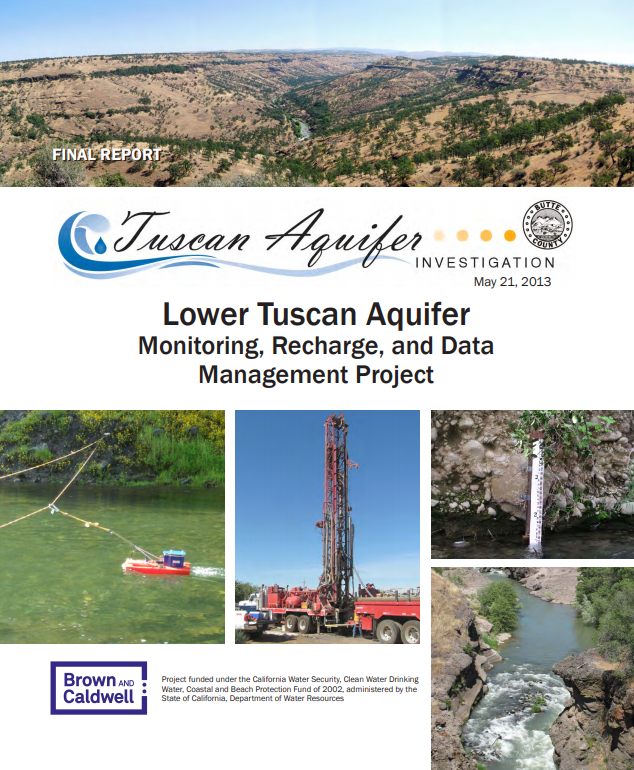 FINAL REPORT
Tuscan Aquifer
BUTTE
COUNTY
INVESTIGATION
May 21, 2013
Lower Tuscan Aquifer
Monitoring, Recharge, and Data
Management Project
Brown AND
Caldwell
Project funded under the California Water Security, Clean Water Drinking
Water, Coastal and Beach Protection Fund of 2002, administered by the
State of California, Department of Water Resources